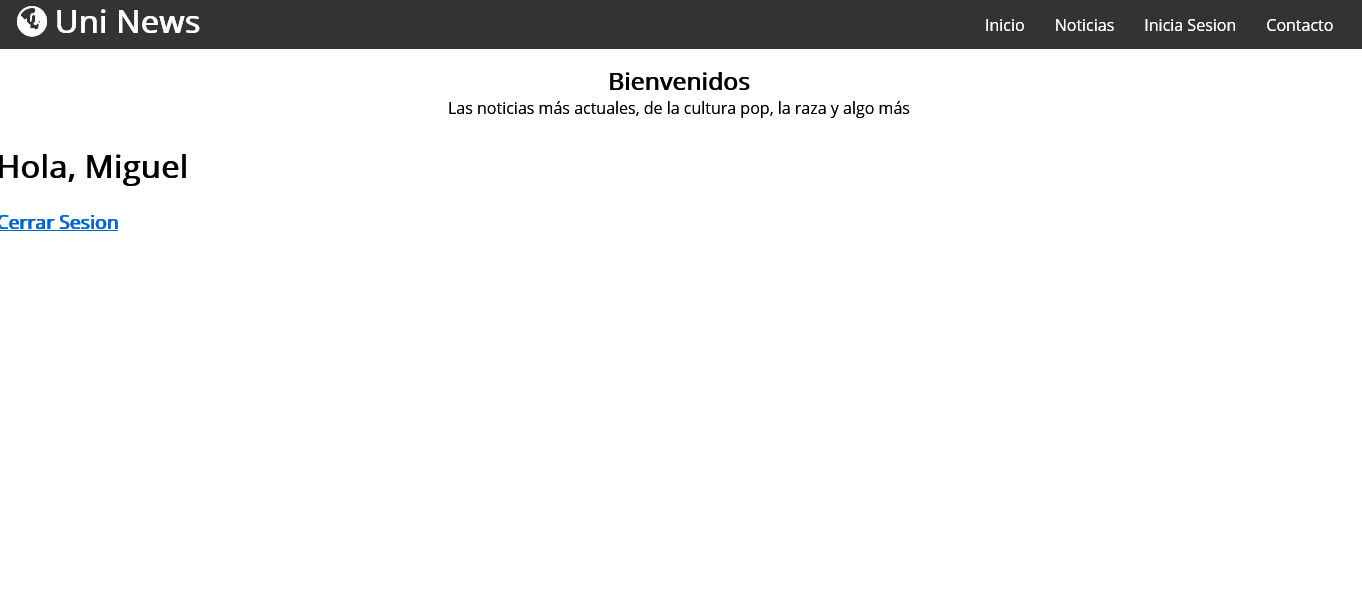 Uni News
Inicio Noticias Inicia Sesion Contacto
Bienvenidos
Las noticias más actuales, de la cultura pop, la raza y algo más
Hola, Miguel
Cerrar Sesion